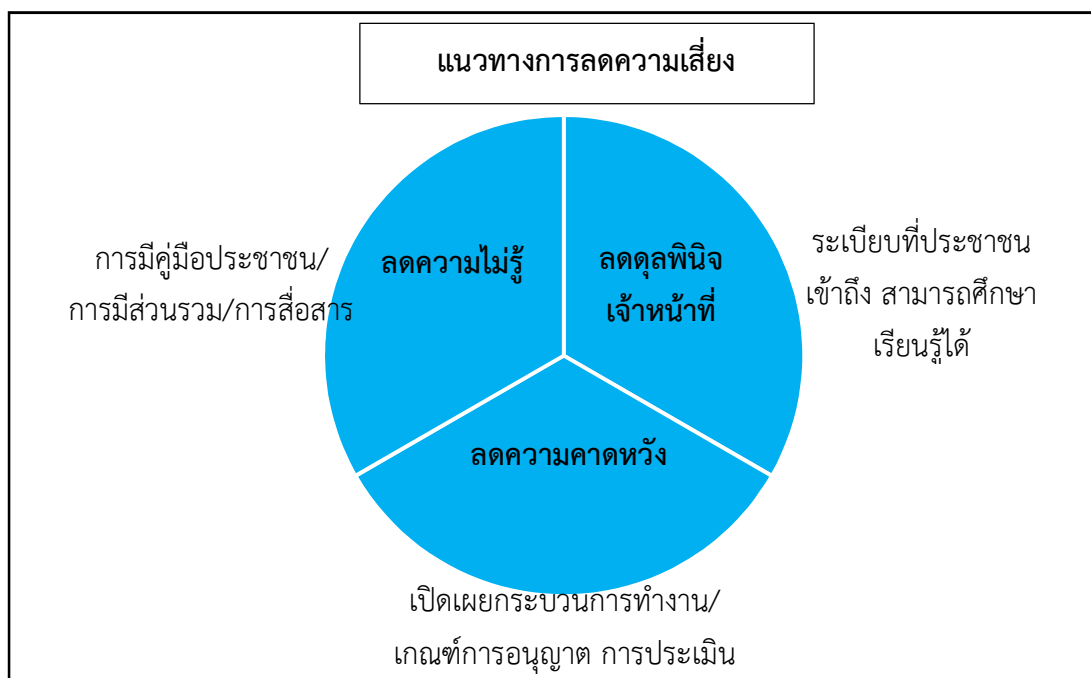 แนวทางการลดความเสี่ยง
การมีคู่มือประชาชน/
การมีส่วนรวม/การสื่อสาร
ลดความไม่รู้
ลดดุลพินิจ
เจ้าหน้าที่
ระเบียบที่ประชาชน
เข้าถึง สามารถศึกษา
เรียนรู้ได้
ลดความคาดหวัง
เปิดเผยกระบวนการทำงาน/
เกณฑ์การอนุญาต การประเมิน